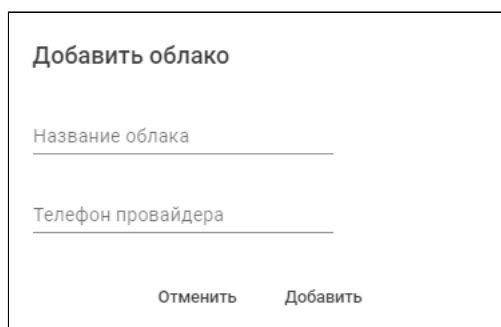 Добавить облако
Название облака
Телефон провайдера
Отменить Добавить